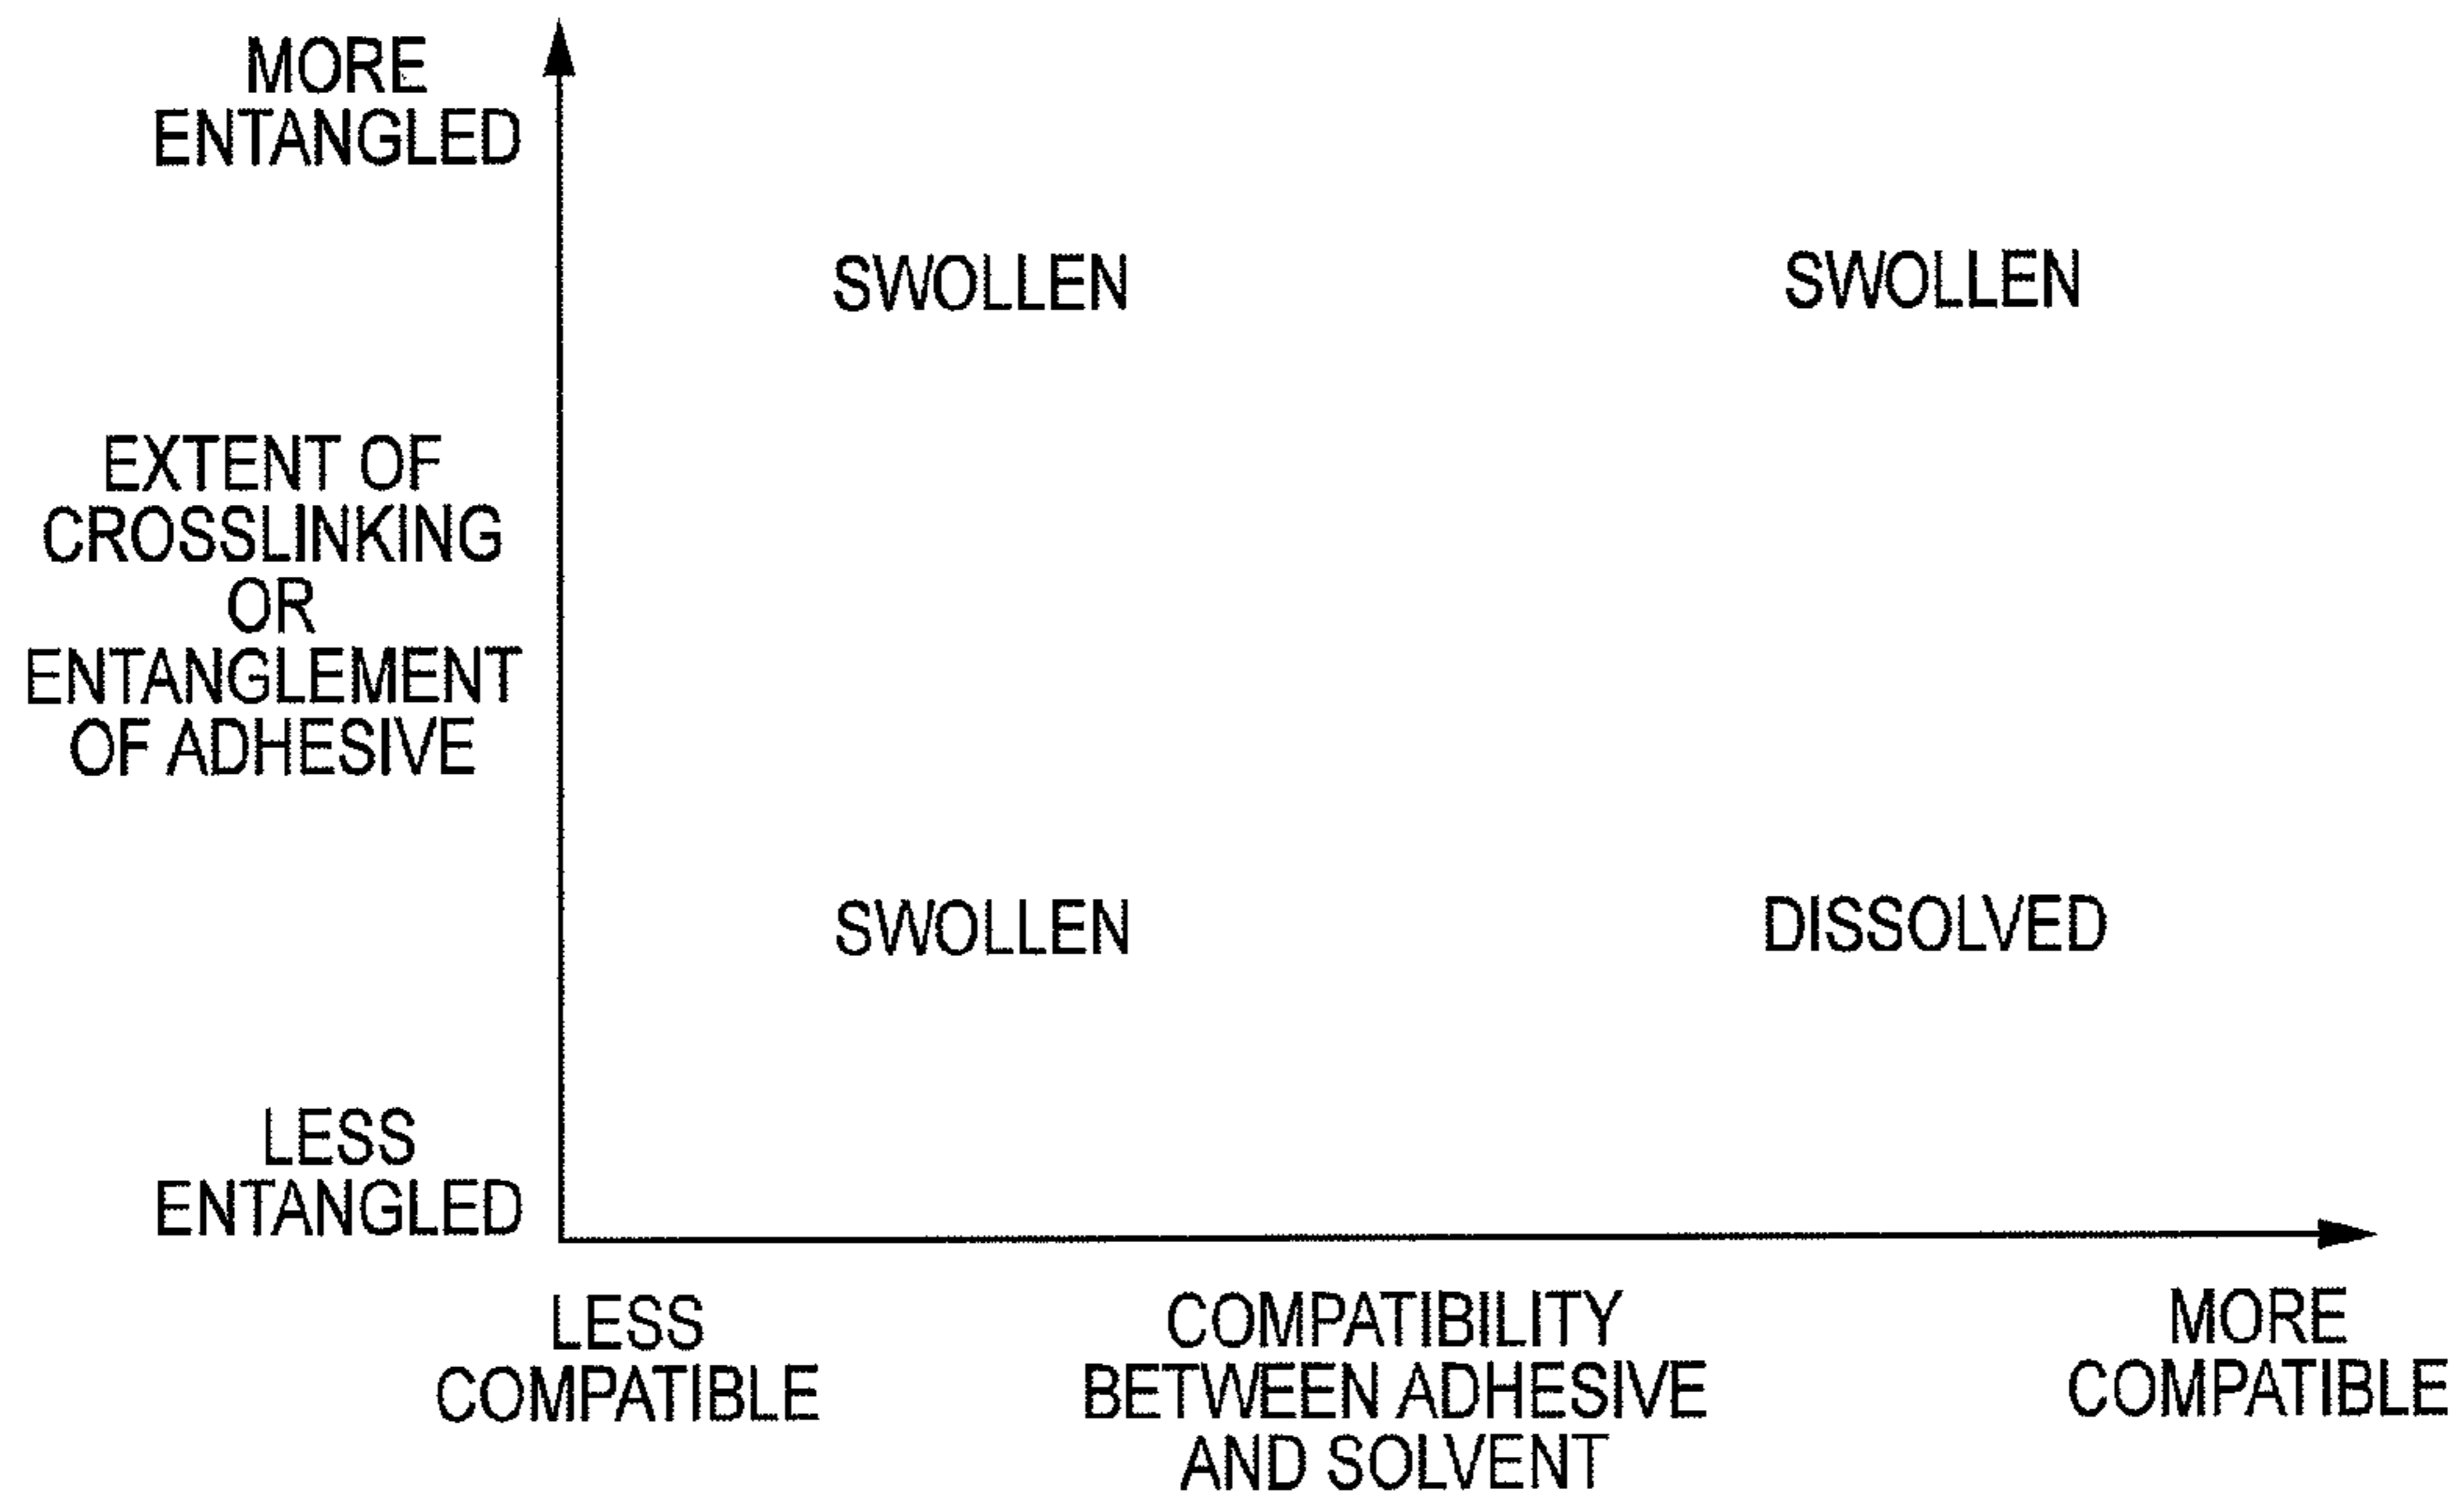 MORE
ENTANGLED
SWOLLEN
SWOLLEN
EXTENT OF
CROSSLINKING
OR
ENTANGLEMENT
OF ADHESIVE
SWOLLEN
DISSOLVED
LESS
ENTANGLED
LESS
COMPATIBLE
COMPATIBILITY
BETWEEN ADHESIVE
AND SOLVENT
MORE
COMPATIBLE